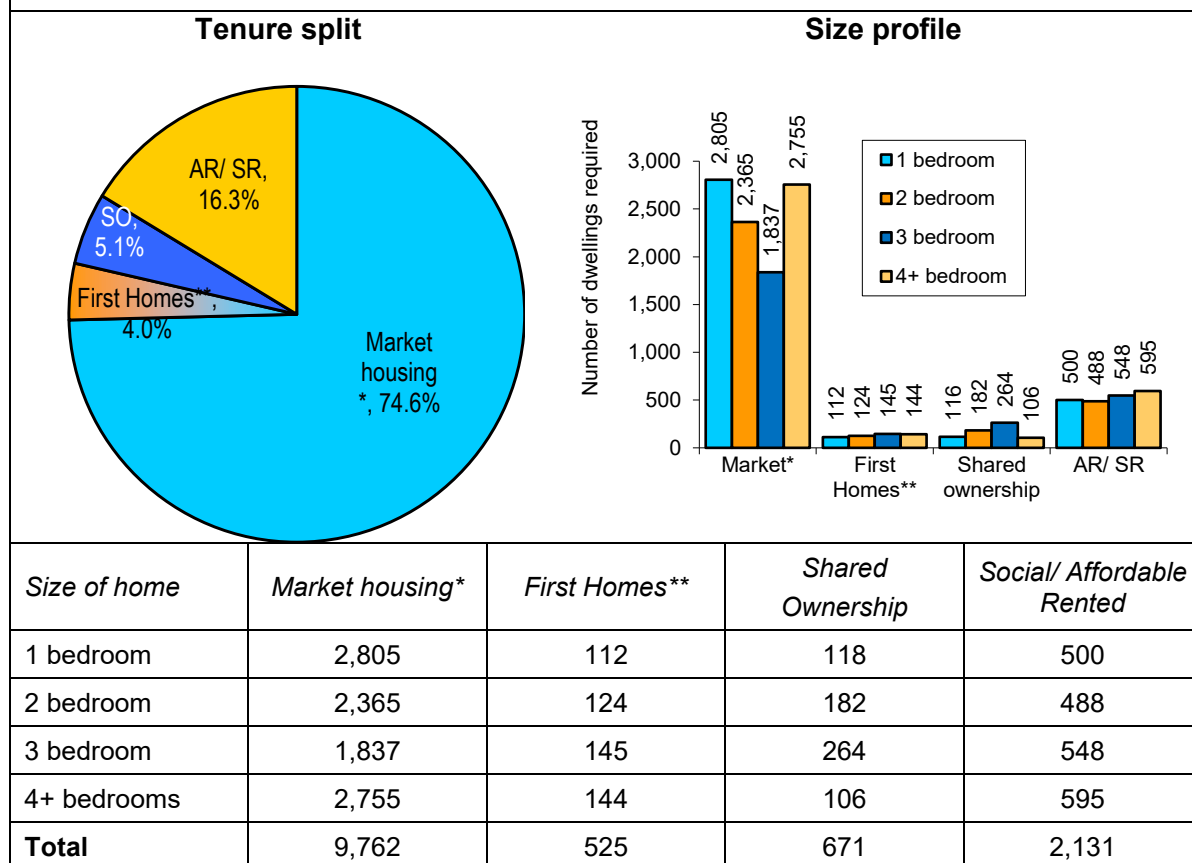 Tenure split
AR/ SR,
16.3%
SO,
5.1%
First Homes**,
4.0%
Market
housing
*, 74.6%
Size profile
Number of dwellings required
3,000
2,500
2,000
1,500
1,000
500
0
2,805
2,365
1,837
2,755
112
124
145
144
116
182
264
106
500
488
548
595
Market*
First
Homes**
Shared
ownership
AR/ SR
1 bedroom
2 bedroom
3 bedroom
4+ bedroom
Size of home Market housing* First Homes** Shared Ownership Social/ Affordable Rented
1 bedroom 2,805 112 118 500
2 bedroom 2,365 124 182 488
3 bedroom 1,837 145 264 548
4+ bedrooms 2,755 144 106 595
Total 9,762 525 671 2,131